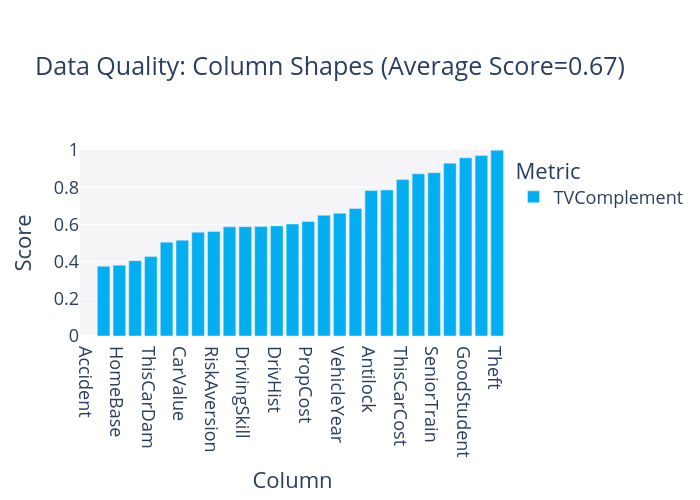 Data Quality: Column Shapes (Average Score=0.67)
1
0.8
0.6
0.4
0.2
0
Score
Metric
TVComplement
Accident
HomeBase
ThisCarDam
CarValue
RiskAversion
DrivingSkill
DrivHist
PropCost
VehicleYear
Antilock
ThisCarCost
SeniorTrain
GoodStudent
Theft
Column